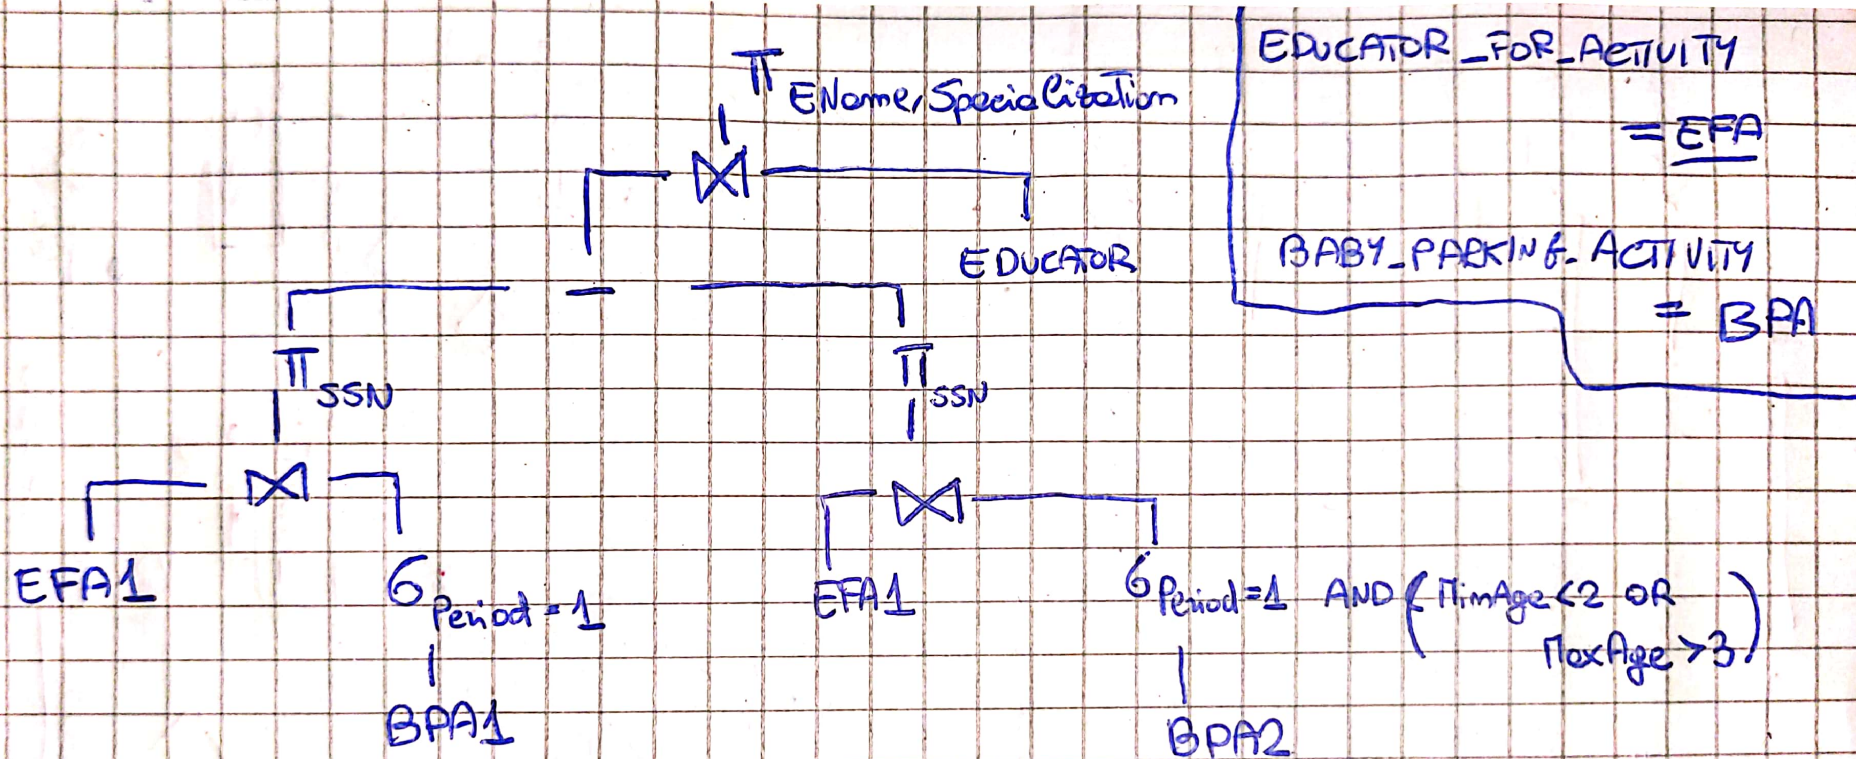 π EName, Specialization
⋈
EDUCATOR
−
π SSN
π SSN
⋈
⋈
EFA1
σ Period = 1
EFA1
σ Period = 1 AND ( MinAge < 2 OR
MaxAge > 3 )
BPA1
BPA2
EDUCATOR_FOR_ACTIVITY
= EFA
BABY_PARKING_ACTIVITY
= BPA